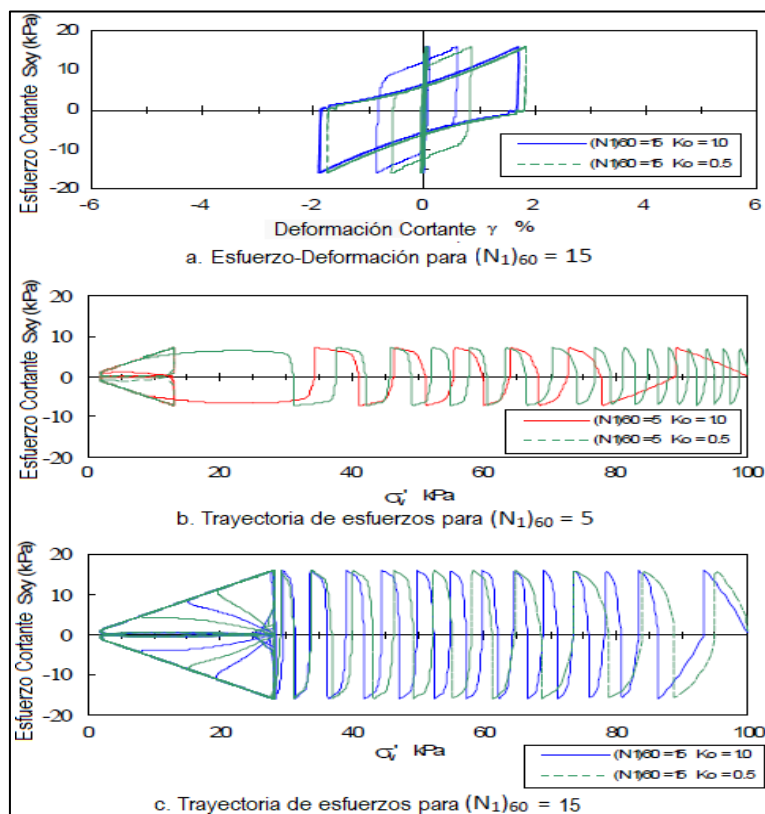 Esfuerzo Cortante Sxy (kPa)
20
10
0
-10
-20
-6 -4 -2 0 2 4 6
(N1)60=15 Ko = 1.0
(N1)60=15 Ko = 0.5
Deformación Cortante γ %
a. Esfuerzo-Deformación para (N₁)₆₀ = 15
Esfuerzo Cortante Sxy (kPa)
20
10
0
-10
-20
0 20 40 60 80 100
(N1)60=5 Ko = 1.0
(N1)60=5 Ko = 0.5
σᵥ' kPa
b. Trayectoria de esfuerzos para (N₁)₆₀ = 5
Esfuerzo Cortante Sxy (kPa)
20
10
0
-10
-20
0 20 40 60 80 100
σᵥ' kPa
(N1)60=15 Ko = 1.0
(N1)60=15 Ko = 0.5
c. Trayectoria de esfuerzos para (N₁)₆₀ = 15